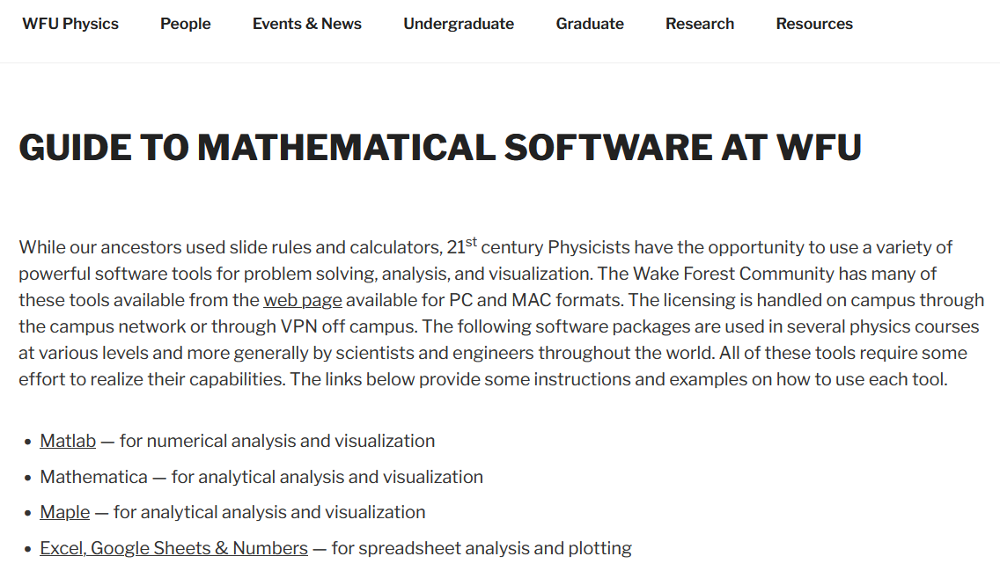 WFU Physics People Events & News Undergraduate Graduate Research Resources
GUIDE TO MATHEMATICAL SOFTWARE AT WFU
While our ancestors used slide rules and calculators, 21st century Physicists have the opportunity to use a variety of
powerful software tools for problem solving, analysis, and visualization. The Wake Forest Community has many of
these tools available from the web page available for PC and MAC formats. The licensing is handled on campus through
the campus network or through VPN off campus. The following software packages are used in several physics courses
at various levels and more generally by scientists and engineers throughout the world. All of these tools require some
effort to realize their capabilities. The links below provide some instructions and examples on how to use each tool.
• Matlab — for numerical analysis and visualization
• Mathematica — for analytical analysis and visualization
• Maple — for analytical analysis and visualization
• Excel, Google Sheets & Numbers — for spreadsheet analysis and plotting